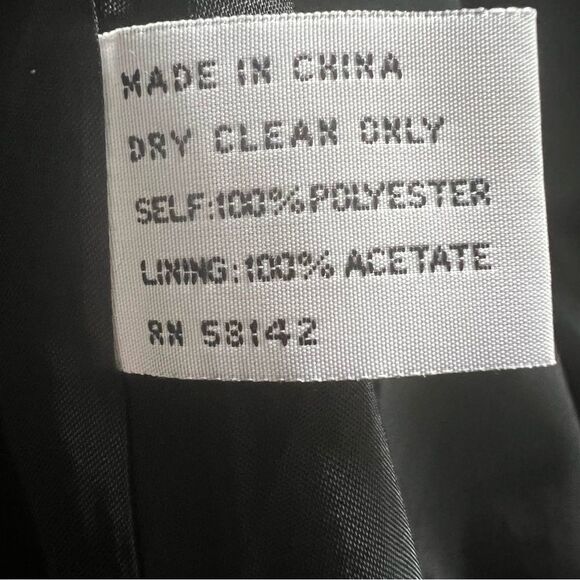 MADE IN CHINA
DRY CLEAN ONLY
SELF:100%POLYESTER
LINING:100% ACETATE
RN 58142